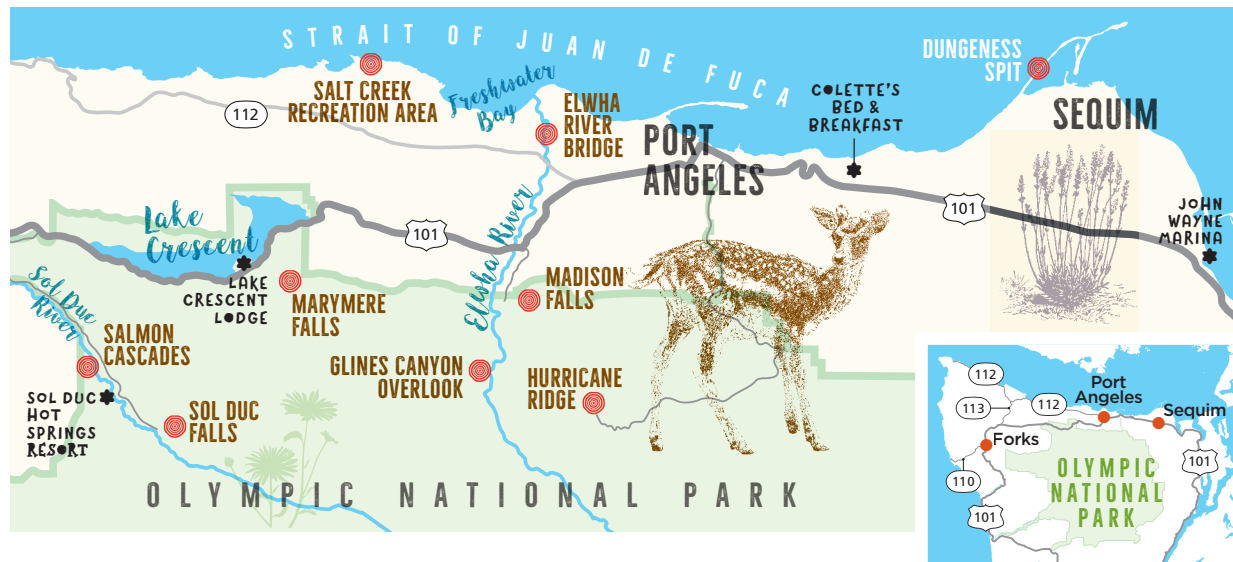 STRAIT OF JUAN DE FUCA
DUNGENESS
SPIT
SALT CREEK
RECREATION AREA
112
Freshwater
Bay
ELWHA
RIVER
BRIDGE
COLETTE'S
BED &
BREAKFAST
SEQUIM
PORT
ANGELES
Lake
Crescent
101
101
JOHN
WAYNE
MARINA
Elwha River
Sol Duc
River
LAKE
CRESCENT
LODGE
MARYMERE
FALLS
MADISON
FALLS
SALMON
CASCADES
GLINES CANYON
OVERLOOK
HURRICANE
RIDGE
SOL DUC
HOT
SPRINGS
RESORT
SOL DUC
FALLS
OLYMPIC NATIONAL PARK
112
113
112
Port
Angeles
Sequim
Forks
110
101
101
OLYMPIC
NATIONAL
PARK